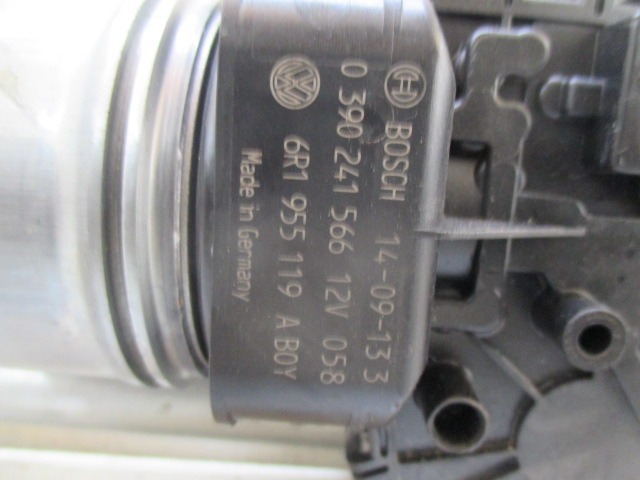 BOSCH 14-09-13 3
0 390 241 566 12V 058
6R1 955 119 A BOY
Made in Germany